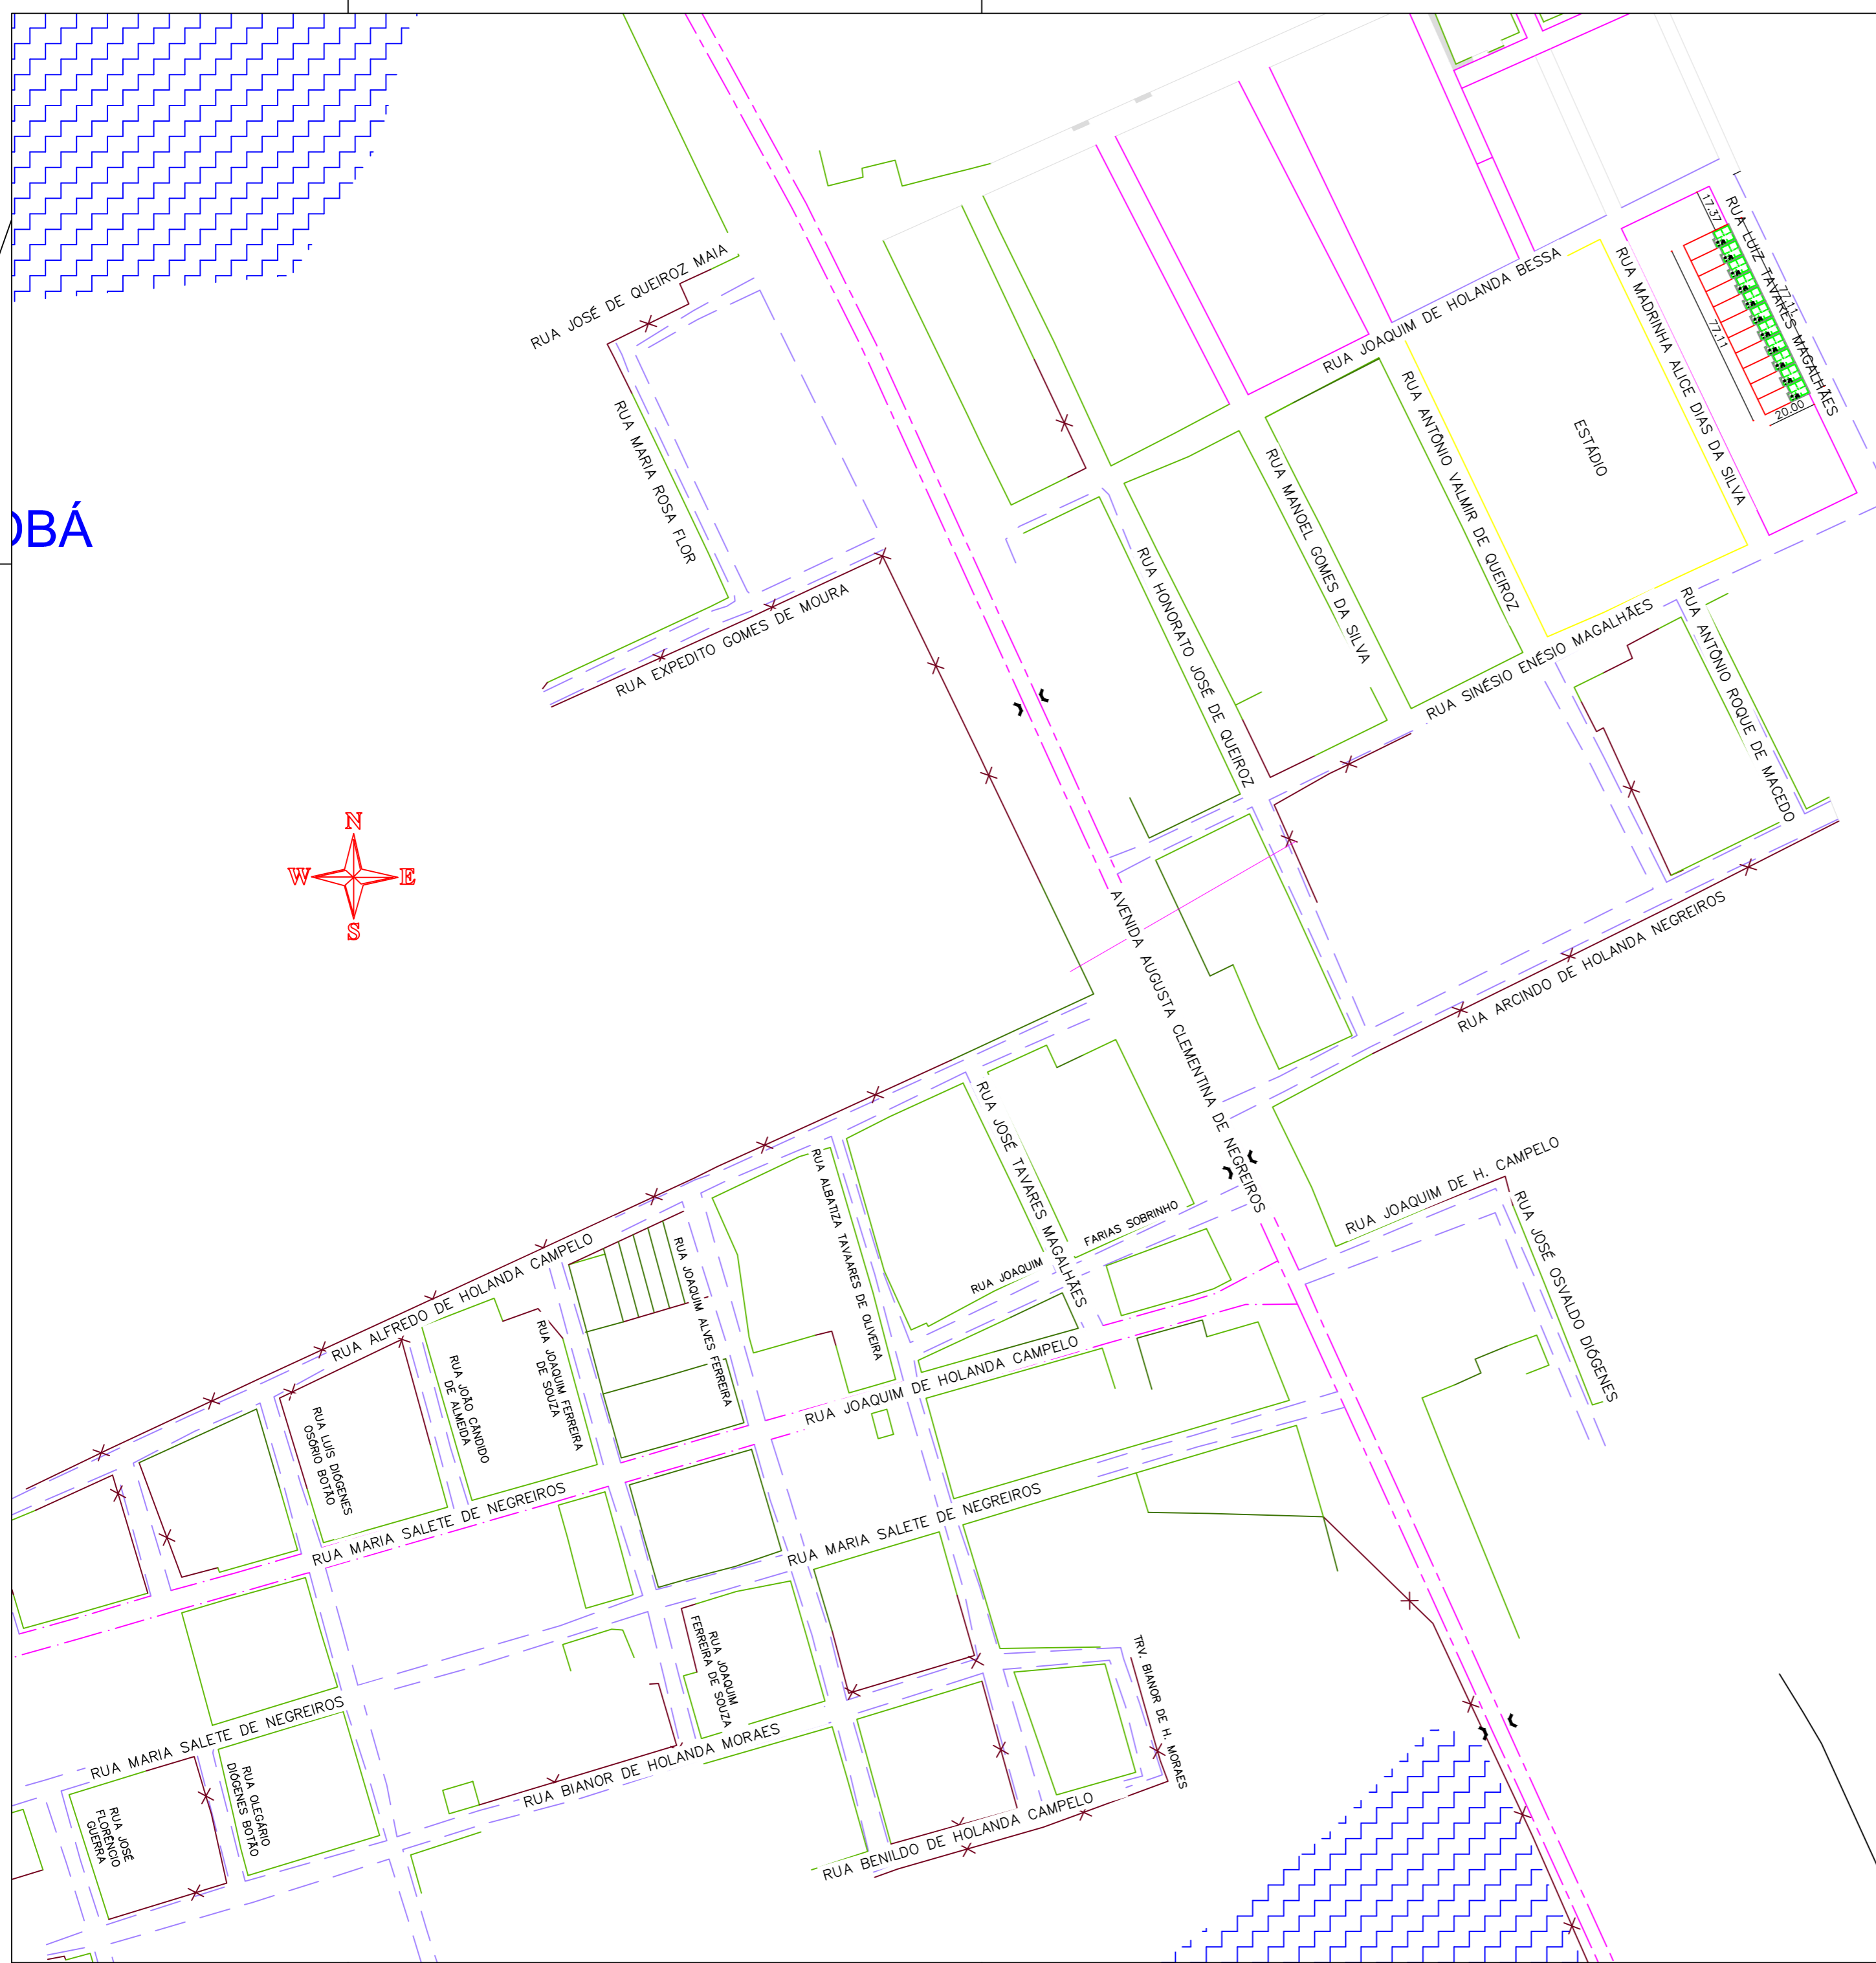 RUA LUIZ TAVARES MAGALHÃES
17.37
77.11
77.11
20.00
RUA JOSÉ DE QUEIROZ MAIA
RUA JOAQUIM DE HOLANDA BESSA
RUA MADRINHA ALICE DIAS DA SILVA
RUA MARIA ROSA FLOR
RUA ANTÔNIO VALMIR DE QUEIROZ
ESTÁDIO
RUA MANOEL GOMES DA SILVA
OBÁ
RUA HONORATO JOSÉ DE QUEIROZ
RUA EXPEDITO GOMES DE MOURA
RUA SINÉSIO ENÉSIO MAGALHÃES
RUA ANTÔNIO ROQUE DE MACEDO
N
W E
S
AVENIDA AUGUSTA CLEMENTINA DE NEGREIROS
RUA ARCINDO DE HOLANDA NEGREIROS
RUA JOSÉ TAVARES MAGALHÃES
RUA JOAQUIM DE H. CAMPELO
RUA ALBATIZA TAVAARES DE OLIVEIRA
RUA JOAQUIM FARIAS SOBRINHO
RUA JOSÉ OSVALDO DIÓGENES
RUA ALFREDO DE HOLANDA CAMPELO
RUA JOAQUIM ALVES FERREIRA
RUA JOAQUIM FERREIRA
DE SOUZA
RUA JOÃO CÂNDIDO
DE ALMEIDA
RUA JOAQUIM DE HOLANDA CAMPELO
RUA LUÍS DIÓGENES
OSÓRIO BOTÃO
RUA MARIA SALETE DE NEGREIROS
RUA MARIA SALETE DE NEGREIROS
RUA JOAQUIM
FERREIRA DE SOUZA
TRV. BIANOR DE H. MORAES
RUA MARIA SALETE DE NEGREIROS
RUA BIANOR DE HOLANDA MORAES
RUA OLEGÁRIO
DIÓGENES BOTÃO
RUA JOSÉ
FLORÊNCIO
GUERRA
RUA BENILDO DE HOLANDA CAMPELO